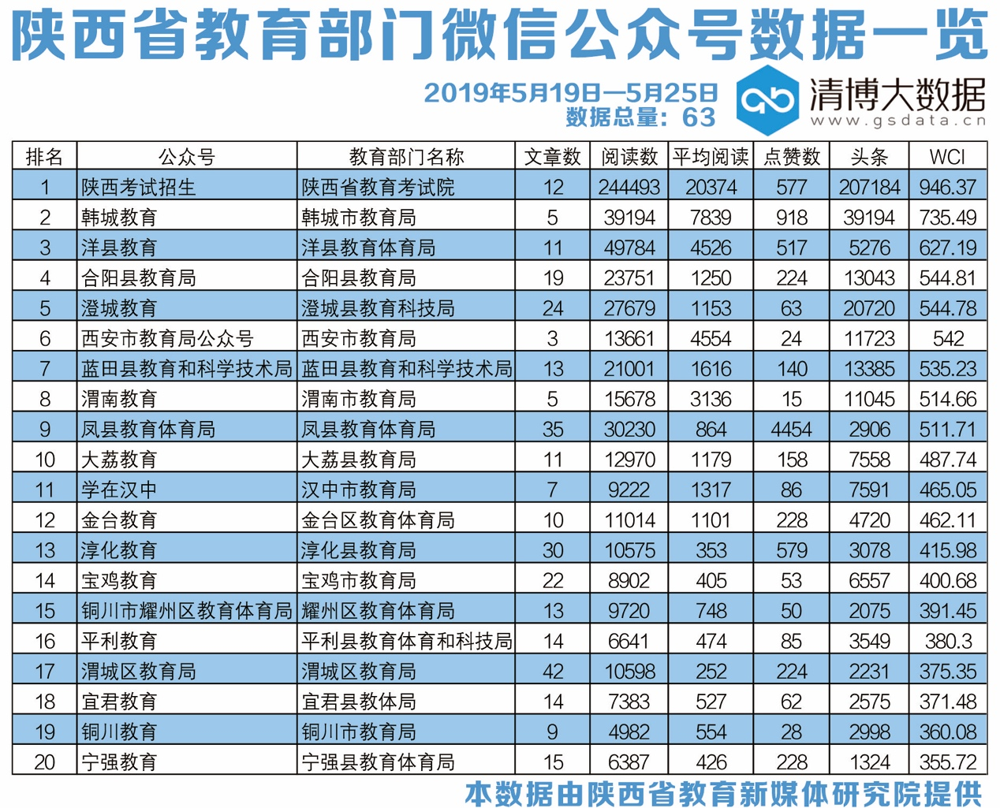 陕西省教育部门微信公众号数据一览
2019年5月19日—5月25日
数据总量：63
清博大数据
www.gsdata.cn
排名 公众号 教育部门名称 文章数 阅读数 平均阅读 点赞数 头条 WCI
1 陕西考试招生 陕西省教育考试院 12 244493 20374 577 207184 946.37
2 韩城教育 韩城市教育局 5 39194 7839 918 39194 735.49
3 洋县教育 洋县教育体育局 11 49784 4526 517 5276 627.19
4 合阳县教育局 合阳县教育局 19 23751 1250 224 13043 544.81
5 澄城教育 澄城县教育科技局 24 27679 1153 63 20720 544.78
6 西安市教育局公众号 西安市教育局 3 13661 4554 24 11723 542
7 蓝田县教育和科学技术局 蓝田县教育和科学技术局 13 21001 1616 140 13385 535.23
8 渭南教育 渭南市教育局 5 15678 3136 15 11045 514.66
9 凤县教育体育局 凤县教育体育局 35 30230 864 4454 2906 511.71
10 大荔教育 大荔县教育局 11 12970 1179 158 7558 487.74
11 学在汉中 汉中市教育局 7 9222 1317 86 7591 465.05
12 金台教育 金台区教育体育局 10 11014 1101 228 4720 462.11
13 淳化教育 淳化县教育局 30 10575 353 579 3078 415.98
14 宝鸡教育 宝鸡市教育局 22 8902 405 53 6557 400.68
15 铜川市耀州区教育体育局 耀州区教育体育局 13 9720 748 50 2075 391.45
16 平利教育 平利县教育体育和科技局 14 6641 474 85 3549 380.3
17 渭城区教育局 渭城区教育局 42 10598 252 224 2231 375.35
18 宜君教育 宜君县教体局 14 7383 527 62 2575 371.48
19 铜川教育 铜川市教育局 9 4982 554 28 2998 360.08
20 宁强教育 宁强县教育体育局 15 6387 426 228 1324 355.72
本数据由陕西省教育新媒体研究院提供